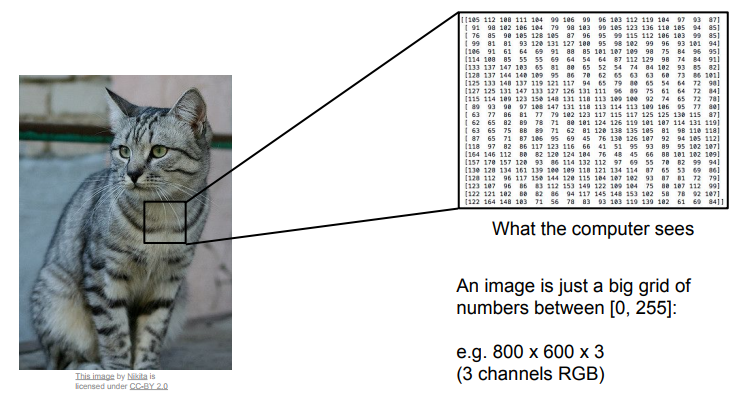 [[105 112 108 111 104 99 106 99 96 103 112 119 104 97 93 87]
[ 91 98 102 106 104 79 98 103 99 105 123 136 110 105 94 85]
[ 76 85 90 105 128 105 87 96 95 99 115 112 106 103 99 85]
[ 99 81 81 93 120 131 127 100 95 98 102 99 96 93 101 94]
[106 91 61 64 69 91 88 85 101 107 109 98 75 84 96 95]
[114 108 85 55 55 69 64 54 64 87 112 129 98 74 84 91]
[133 137 147 103 65 81 80 65 52 54 74 84 102 93 85 82]
[128 137 144 140 109 95 86 70 62 65 63 63 60 73 86 101]
[125 133 148 137 119 121 117 94 65 79 80 65 54 64 72 98]
[127 125 131 147 133 127 126 131 111 96 89 75 61 64 72 84]
[115 114 109 123 150 148 131 118 113 109 100 92 74 65 72 78]
[ 89 93 90 97 108 147 131 118 113 114 113 109 106 95 77 80]
[ 63 77 86 81 77 79 102 123 117 115 117 125 125 130 115 87]
[ 62 65 82 89 78 71 80 101 124 126 119 101 107 114 131 119]
[ 63 65 75 88 89 71 62 81 120 138 135 105 81 98 110 118]
[ 87 65 71 87 106 95 69 45 76 130 126 107 92 94 105 112]
[118 97 82 86 117 123 116 66 41 51 95 93 89 95 102 107]
[164 146 112 80 82 120 124 104 76 48 45 66 88 101 102 109]
[157 170 157 120 93 86 114 132 112 97 69 55 70 82 99 94]
[130 128 134 161 139 100 109 118 121 134 114 87 65 53 69 86]
[128 112 96 117 150 144 120 115 104 107 102 93 87 81 72 79]
[123 107 96 86 83 112 153 149 122 109 104 75 80 107 112 99]
[122 121 102 80 82 86 94 117 145 148 153 102 58 78 92 107]
[122 164 148 103 71 56 78 83 93 103 119 139 102 61 69 84]]
What the computer sees
An image is just a big grid of
numbers between [0, 255]:
e.g. 800 x 600 x 3
(3 channels RGB)
This image by Nikita is
licensed under CC-BY 2.0